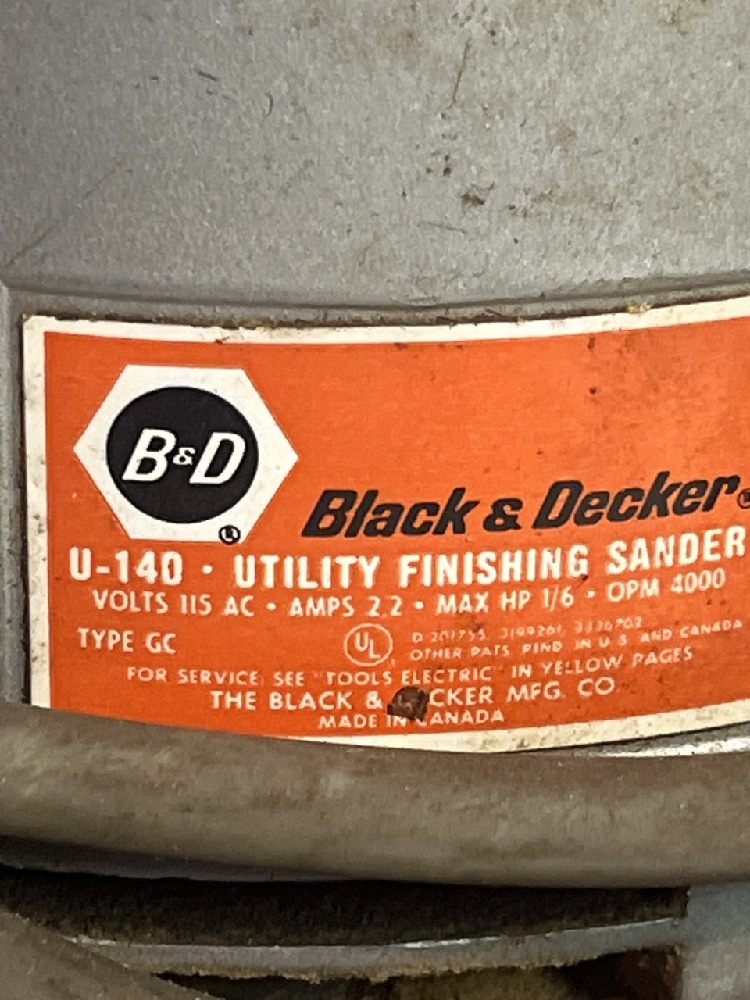 B&D
®
Black & Decker®
U-140 · UTILITY FINISHING SANDER
VOLTS 115 AC · AMPS 2.2 · MAX HP 1/6 · OPM 4000
TYPE GC
UL
OTHER PATS. PEND IN U S AND CANADA
FOR SERVICE, SEE "TOOLS ELECTRIC" IN YELLOW PAGES
THE BLACK & CKER MFG. CO
MADE IN ANADA